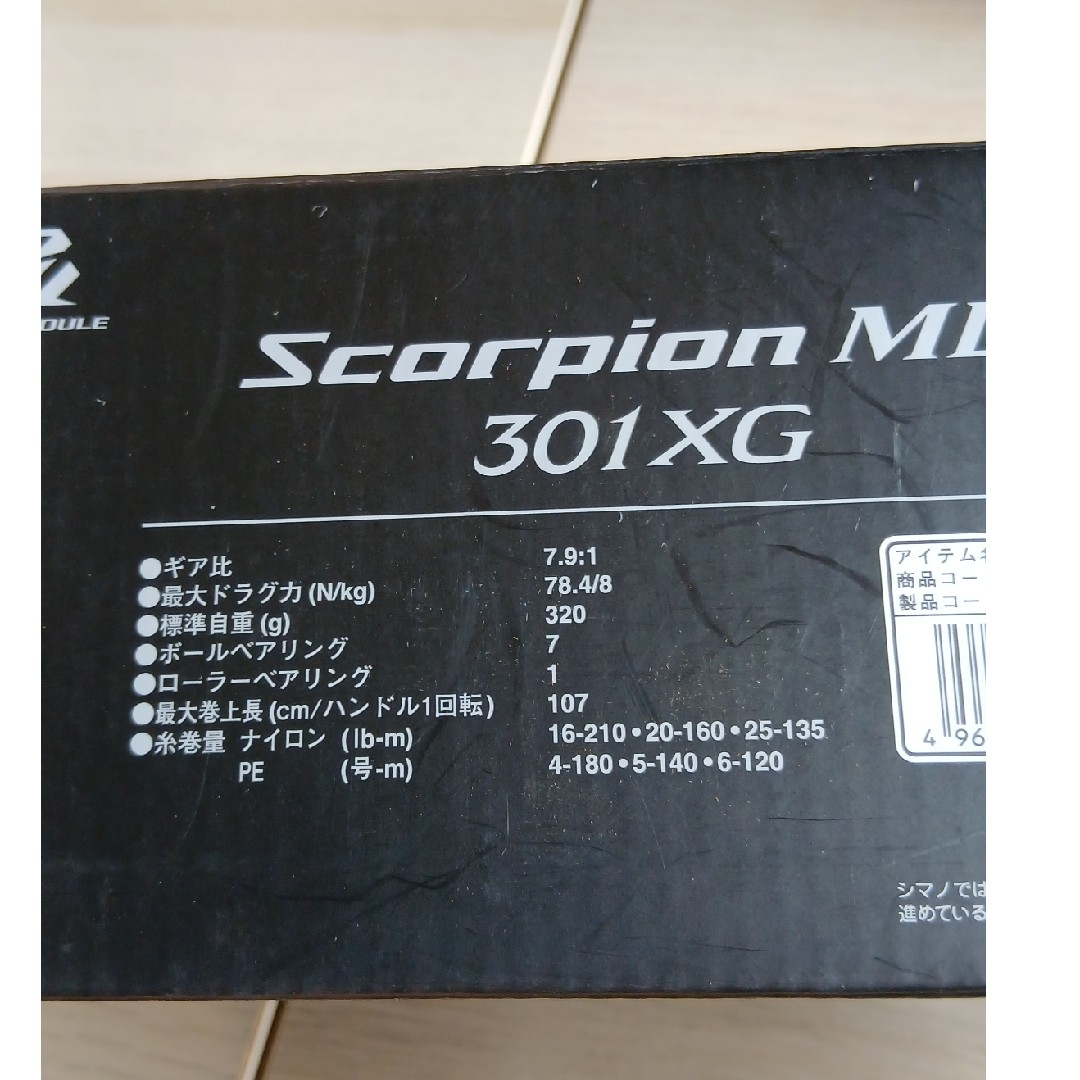 DULE
Scorpion MD
301XG
●ギア比 7.9:1
●最大ドラグ力(N/kg) 78.4/8
●標準自重(g) 320
●ボールベアリング 7
●ローラーベアリング 1
●最大巻上長(cm/ハンドル1回転) 107
●糸巻量 ナイロン (lb-m) 16-210•20-160•25-135
PE (号-m) 4-180•5-140•6-120
アイテム
商品コー
製品コー
4 96
シマノでは
進めている